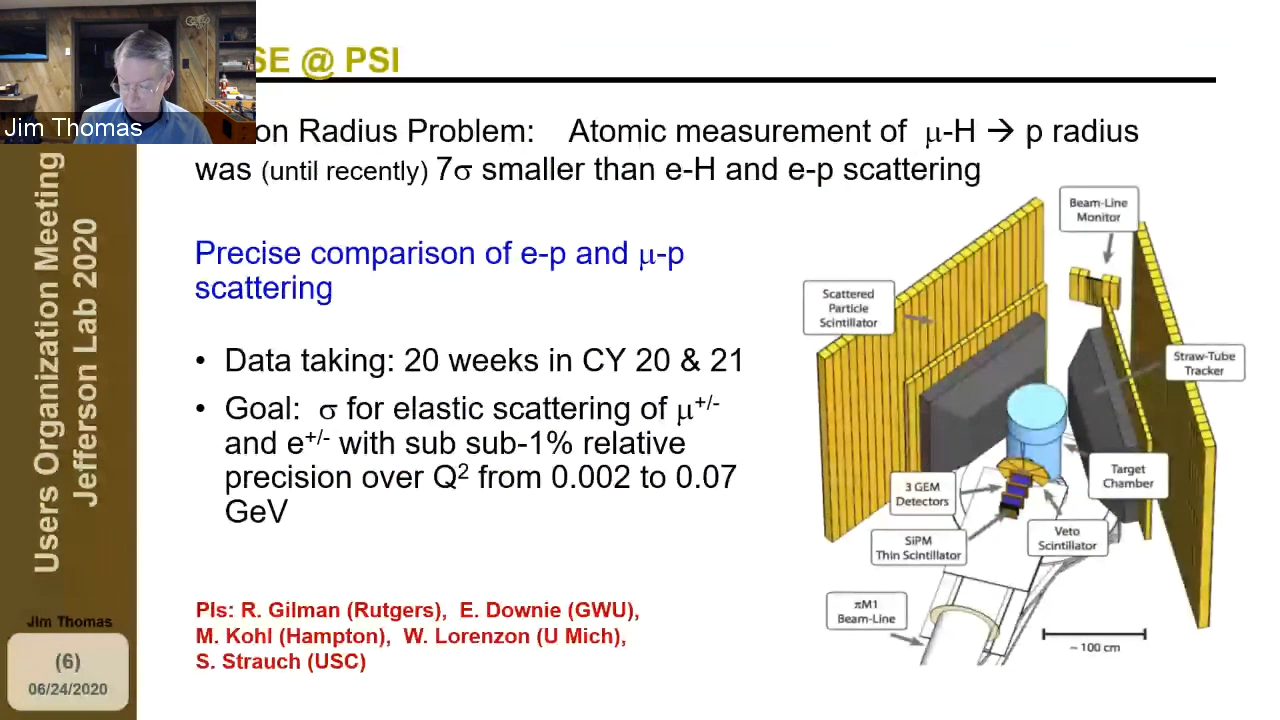 SE @ PSI
Jim Thomas
on Radius Problem: Atomic measurement of μ-H → p radius
was (until recently) 7σ smaller than e-H and e-p scattering
Precise comparison of e-p and μ-p
scattering
• Data taking: 20 weeks in CY 20 & 21
• Goal: σ for elastic scattering of μ+/-
and e+/- with sub sub-1% relative
precision over Q2 from 0.002 to 0.07
GeV
PIs: R. Gilman (Rutgers), E. Downie (GWU),
M. Kohl (Hampton), W. Lorenzon (U Mich),
S. Strauch (USC)
Beam-Line
Monitor
Scattered
Particle
Scintillator
Straw-Tube
Tracker
Target
Chamber
3 GEM
Detectors
Veto
Scintillator
SiPM
Thin Scintillator
πM1
Beam-Line
~ 100 cm
Users Organization Meeting
Jefferson Lab 2020
Jim Thomas
(6)
06/24/2020